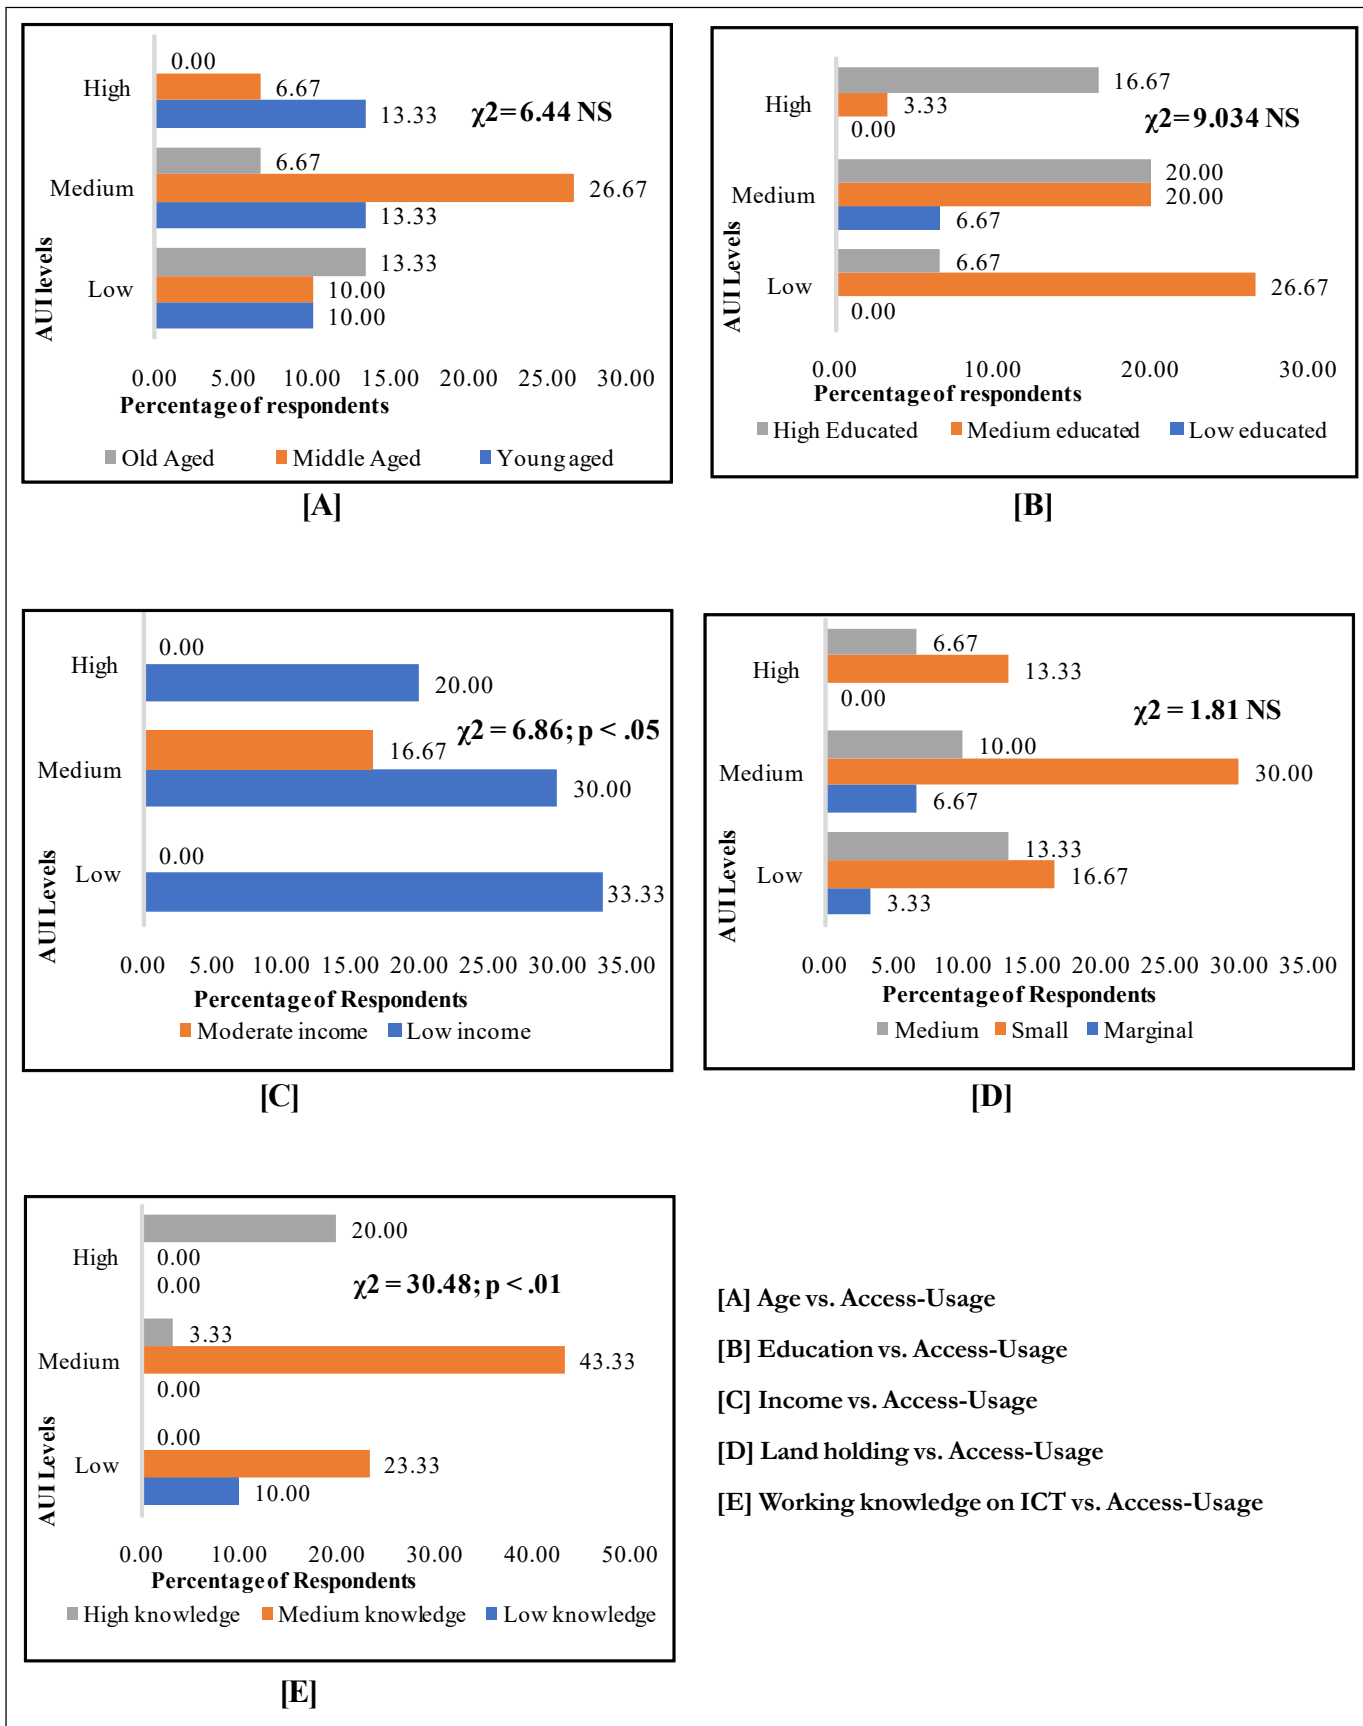 0.00
High
6.67
13.33
χ2=6.44 NS
6.67
Medium
26.67
13.33
13.33
Low
10.00
10.00
AUI levels
0.00 5.00 10.00 15.00 20.00 25.00 30.00
Percentage of respondents
Old Aged Middle Aged Young aged
[A]
16.67
High
3.33
0.00
χ2=9.034 NS
20.00
Medium
20.00
6.67
6.67
Low
26.67
0.00
AUI Levels
0.00 10.00 20.00 30.00
Percentage of respondents
High Educated Medium educated Low educated
[B]
0.00
High
20.00
χ2 = 6.86; p < .05
16.67
Medium
30.00
0.00
Low
33.33
AUI Levels
0.00 5.00 10.00 15.00 20.00 25.00 30.00 35.00
Percentage of Respondents
Moderate income Low income
[C]
6.67
High
13.33
0.00
χ2 = 1.81 NS
10.00
Medium
30.00
6.67
13.33
Low
16.67
3.33
AUI Levels
0.00 5.00 10.00 15.00 20.00 25.00 30.00 35.00
Percentage of Respondents
Medium Small Marginal
[D]
20.00
High
0.00
0.00
χ2 = 30.48; p < .01
3.33
Medium
43.33
0.00
0.00
Low
23.33
10.00
AUI Levels
0.00 10.00 20.00 30.00 40.00 50.00
Percentage of Respondents
High knowledge Medium knowledge Low knowledge
[E]
[A] Age vs. Access-Usage
[B] Education vs. Access-Usage
[C] Income vs. Access-Usage
[D] Land holding vs. Access-Usage
[E] Working knowledge on ICT vs. Access-Usage